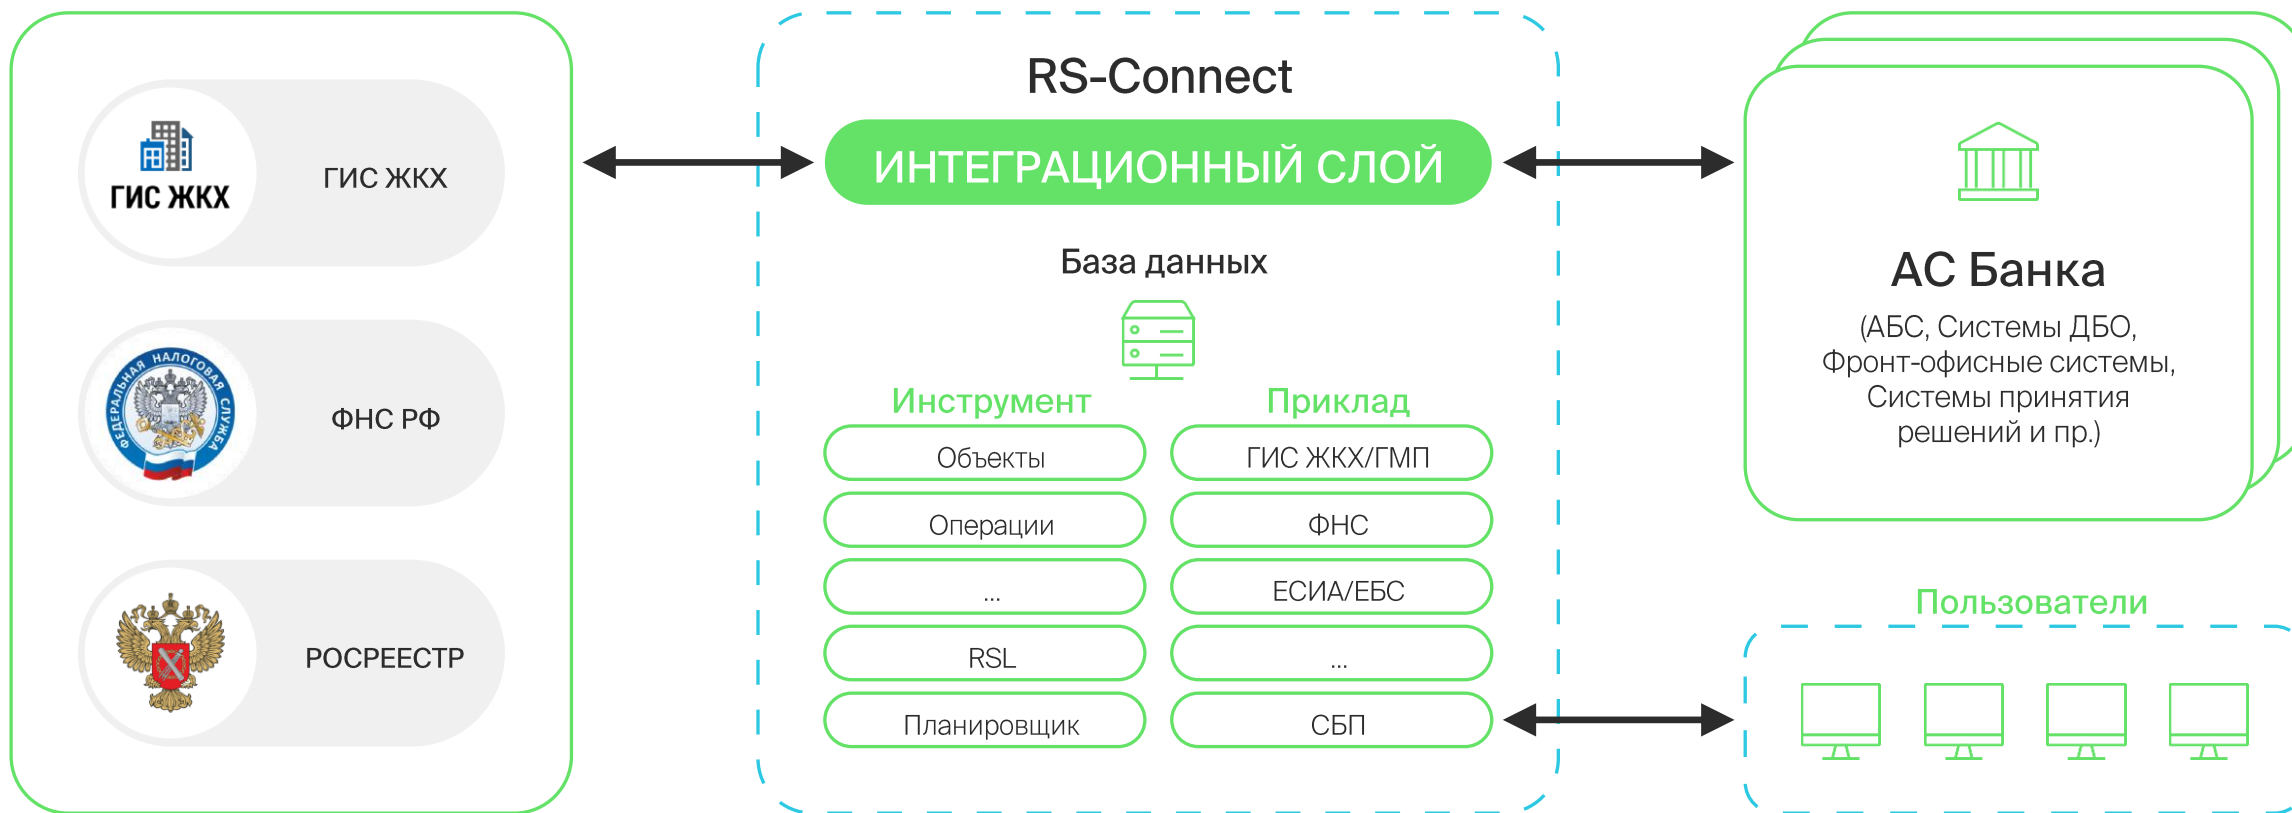 ГИС ЖКХ
ГИС ЖКХ
ФЕДЕРАЛЬНАЯ НАЛОГОВАЯ СЛУЖБА
ФНС РФ
РОСРЕЕСТР
RS-Connect
ИНТЕГРАЦИОННЫЙ СЛОЙ
База данных
Инструмент
Объекты
Операции
...
RSL
Планировщик
Приклад
ГИС ЖКХ/ГМП
ФНС
ЕСИА/ЕБС
...
СБП
АС Банка
(АБС, Системы ДБО,
Фронт-офисные системы,
Системы принятия
решений и пр.)
Пользователи